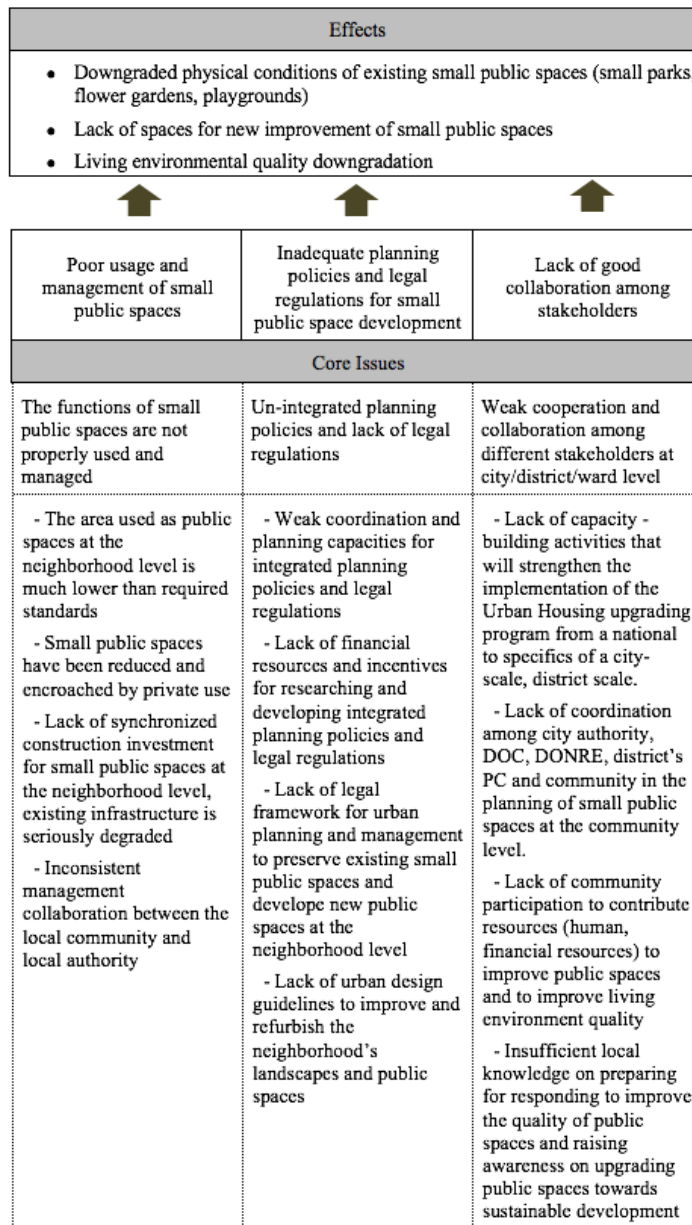 Effects
● Downgraded physical conditions of existing small public spaces (small parks,
flower gardens, playgrounds)
● Lack of spaces for new improvement of small public spaces
● Living environmental quality downgradation
Poor usage and
management of small
public spaces
Inadequate planning
policies and legal
regulations for small
public space development
Lack of good
collaboration among
stakeholders
Core Issues
The functions of small
public spaces are not
properly used and
managed
Un-integrated planning
policies and lack of legal
regulations
Weak cooperation and
collaboration among
different stakeholders at
city/district/ward level
- The area used as public
spaces at the
neighborhood level is
much lower than required
standards
- Small public spaces
have been reduced and
encroached by private use
- Lack of synchronized
construction investment
for small public spaces at
the neighborhood level,
existing infrastructure is
seriously degraded
- Inconsistent
management
collaboration between the
local community and
local authority
- Weak coordination and
planning capacities for
integrated planning
policies and legal
regulations
- Lack of financial
resources and incentives
for researching and
developing integrated
planning policies and
legal regulations
- Lack of legal
framework for urban
planning and management
to preserve existing small
public spaces and
develope new public
spaces at the
neighborhood level
- Lack of urban design
guidelines to improve and
refurbish the
neighborhood's
landscapes and public
spaces
- Lack of capacity -
building activities that
will strengthen the
implementation of the
Urban Housing upgrading
program from a national
to specifics of a city-
scale, district scale.
- Lack of coordination
among city authority,
DOC, DONRE, district's
PC and community in the
planning of small public
spaces at the community
level.
- Lack of community
participation to contribute
resources (human,
financial resources) to
improve public spaces
and to improve living
environment quality
- Insufficient local
knowledge on preparing
for responding to improve
the quality of public
spaces and raising
awareness on upgrading
public spaces towards
sustainable development